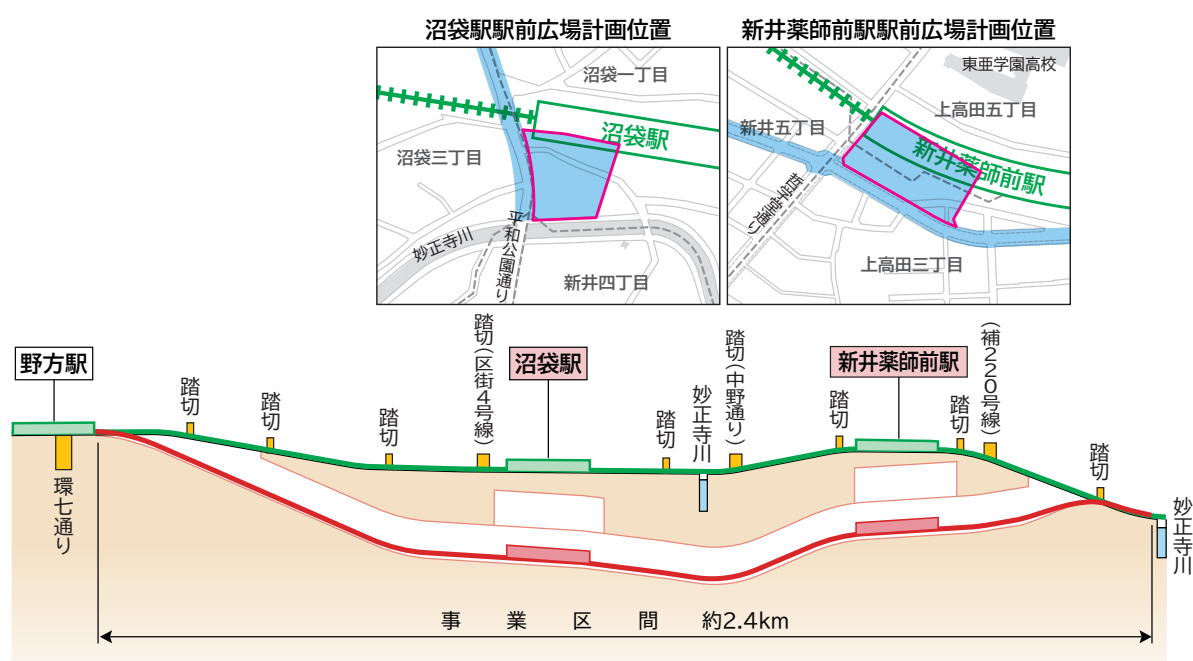 沼袋駅駅前広場計画位置
沼袋一丁目
沼袋駅
沼袋三丁目
妙正寺川
平和公園通り
新井四丁目
新井薬師前駅駅前広場計画位置
東亜学園高校
上高田五丁目
新井五丁目
新井薬師前駅
哲学堂通り
上高田三丁目
野方駅
環七通り
踏切
踏切
踏切
踏切(区街4号線)
沼袋駅
踏切
妙正寺川
踏切(中野通り)
新井薬師前駅
踏切
踏切
(補220号線)
踏切
妙正寺川
事業区間 約2.4km